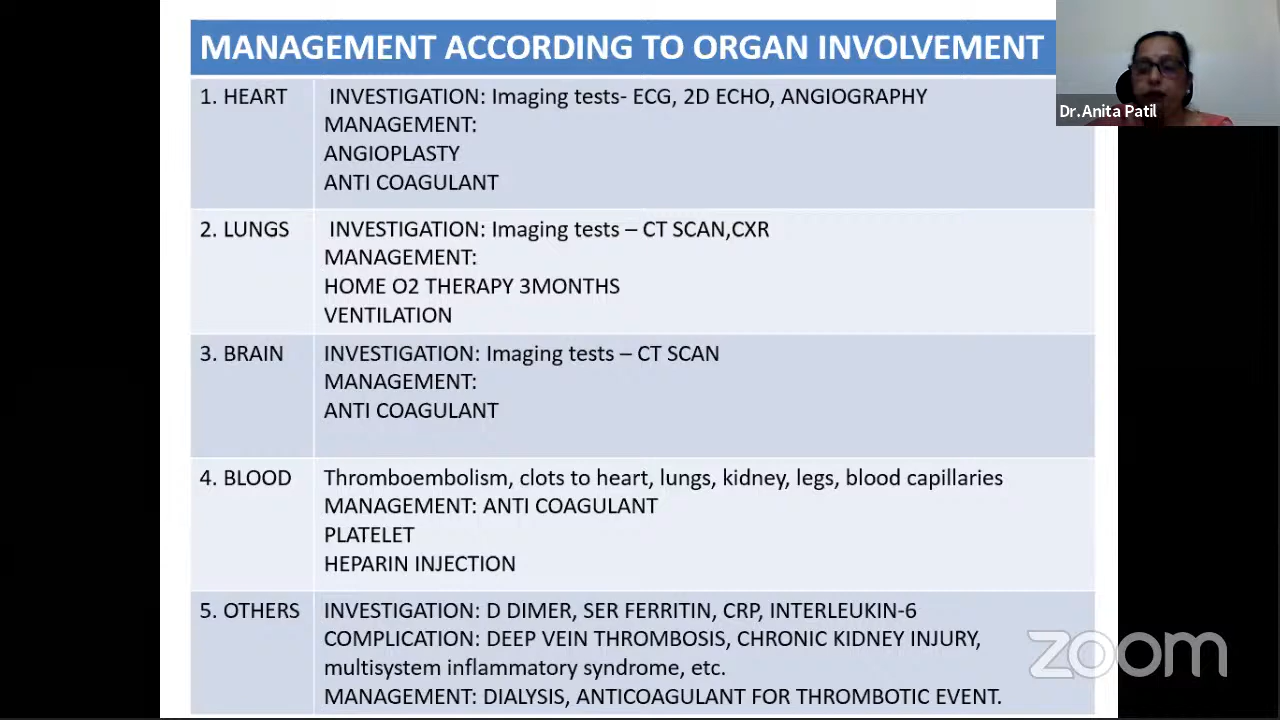 MANAGEMENT ACCORDING TO ORGAN INVOLVEMENT
Dr.Anita Patil
1. HEART
INVESTIGATION: Imaging tests- ECG, 2D ECHO, ANGIOGRAPHY
MANAGEMENT:
ANGIOPLASTY
ANTI COAGULANT
2. LUNGS
INVESTIGATION: Imaging tests – CT SCAN,CXR
MANAGEMENT:
HOME O2 THERAPY 3MONTHS
VENTILATION
3. BRAIN
INVESTIGATION: Imaging tests – CT SCAN
MANAGEMENT:
ANTI COAGULANT
4. BLOOD
Thromboembolism, clots to heart, lungs, kidney, legs, blood capillaries
MANAGEMENT: ANTI COAGULANT
PLATELET
HEPARIN INJECTION
5. OTHERS
INVESTIGATION: D DIMER, SER FERRITIN, CRP, INTERLEUKIN-6
COMPLICATION: DEEP VEIN THROMBOSIS, CHRONIC KIDNEY INJURY,
multisystem inflammatory syndrome, etc.
MANAGEMENT: DIALYSIS, ANTICOAGULANT FOR THROMBOTIC EVENT.
zoom